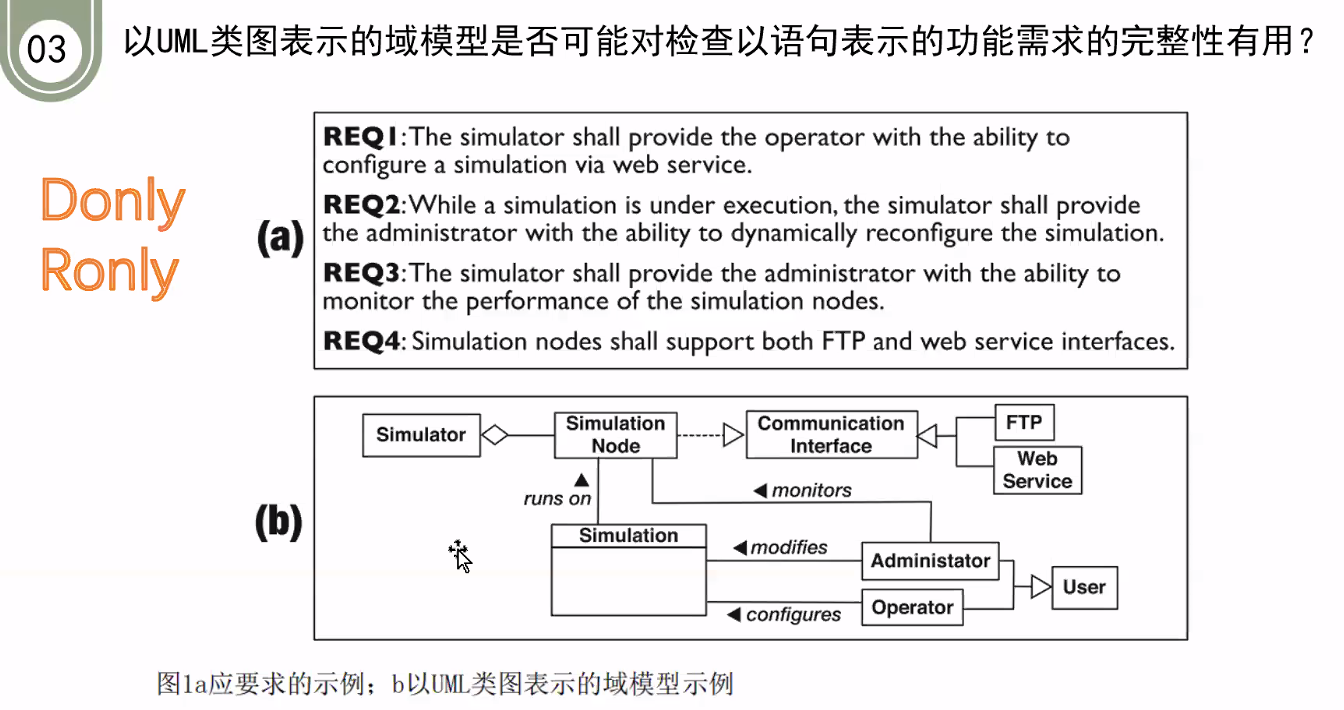 03
以UML类图表示的域模型是否可能对检查以语句表示的功能需求的完整性有用？
Donly
Ronly
(a)
REQ1:The simulator shall provide the operator with the ability to
configure a simulation via web service.
REQ2:While a simulation is under execution, the simulator shall provide
the administrator with the ability to dynamically reconfigure the simulation.
REQ3:The simulator shall provide the administrator with the ability to
monitor the performance of the simulation nodes.
REQ4: Simulation nodes shall support both FTP and web service interfaces.
(b)
Simulator
Simulation
Node
Communication
Interface
FTP
Web
Service
runs on
monitors
Simulation
modifies
Administator
User
configures
Operator
图1a应要求的示例；b以UML类图表示的域模型示例